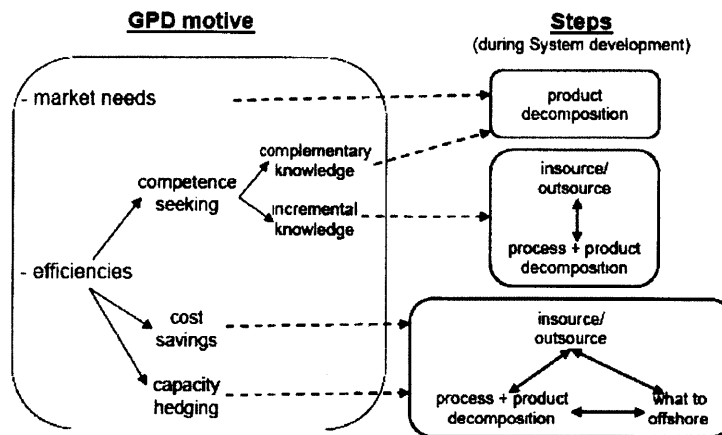 GPD motive
Steps
(during System development)
- market needs
product
decomposition
complementary
knowledge
competence
seeking
incremental
knowledge
insource/
outsource
process + product
decomposition
- efficiencies
cost
savings
capacity
hedging
insource/
outsource
process + product
decomposition
what to
offshore